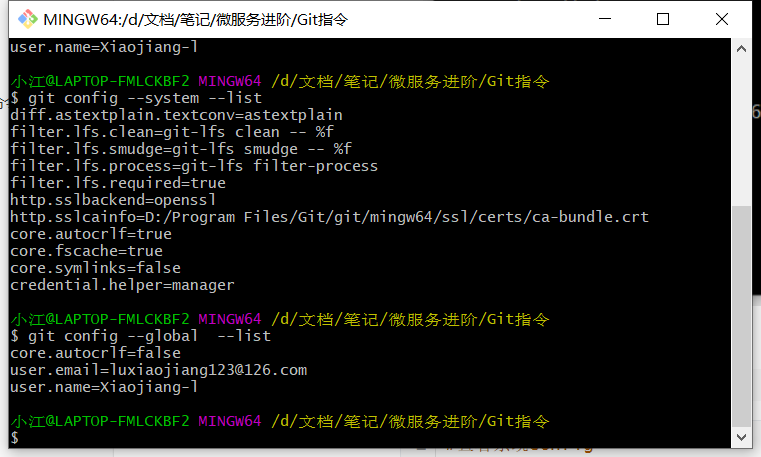 MINGW64:/d/文档/笔记/微服务进阶/Git指令
user.name=Xiaojiang-l
小江@LAPTOP-FMLCKBF2 MINGW64 /d/文档/笔记/微服务进阶/Git指令
$ git config --system --list
diff.astextplain.textconv=astextplain
filter.lfs.clean=git-lfs clean -- %f
filter.lfs.smudge=git-lfs smudge -- %f
filter.lfs.process=git-lfs filter-process
filter.lfs.required=true
http.sslbackend=openssl
http.sslcainfo=D:/Program Files/Git/git/mingw64/ssl/certs/ca-bundle.crt
core.autocrlf=true
core.fscache=true
core.symlinks=false
credential.helper=manager
小江@LAPTOP-FMLCKBF2 MINGW64 /d/文档/笔记/微服务进阶/Git指令
$ git config --global  --list
core.autocrlf=false
user.email=luxiaojiang123@126.com
user.name=Xiaojiang-l
小江@LAPTOP-FMLCKBF2 MINGW64 /d/文档/笔记/微服务进阶/Git指令
$